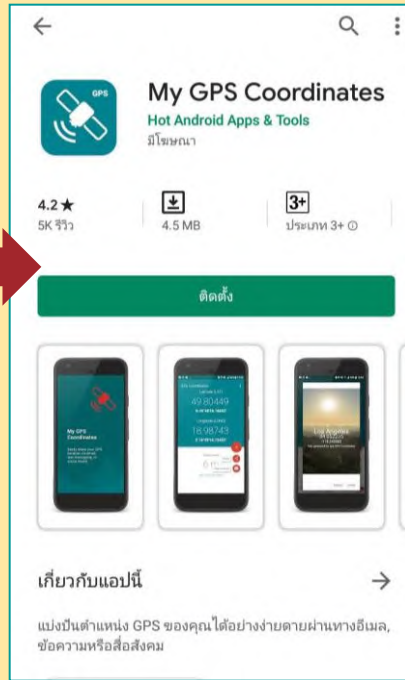 GPS
My GPS Coordinates
Hot Android Apps & Tools
มีโฆษณา
4.2★
5K รีวิว
4.5 MB
3+
ประเภท 3+
ติดตั้ง
My GPS
Coordinates
49.80449
18.98743
Los Angeles
เกี่ยวกับแอปนี้
แบ่งปันตำแหน่ง GPS ของคุณได้อย่างง่ายดายผ่านทางอีเมล,
ข้อความหรือสื่อสังคม